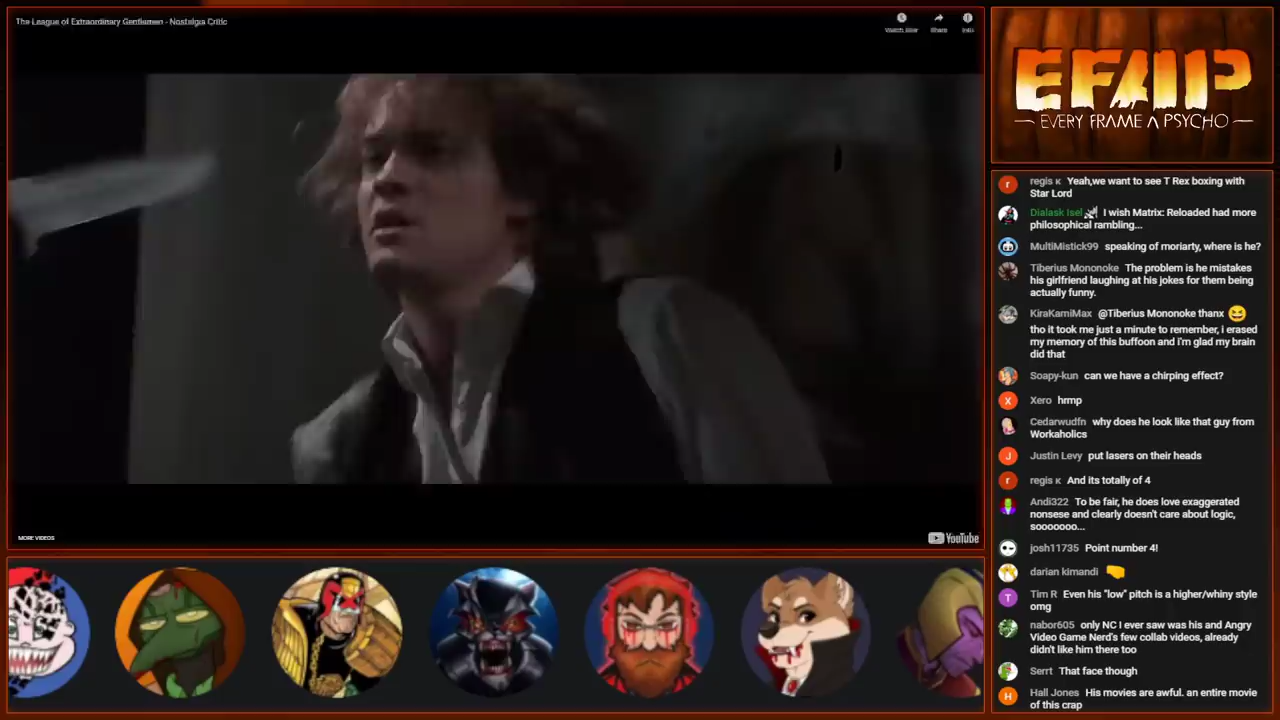 The League of Extraordinary Gentlemen - Nostalgia Critic
Watch later
Share
Info
EFAP
EVERY FRAME A PSYCHO
regis κ Yeah,we want to see T Rex boxing with
Star Lord
Dialask Isel I wish Matrix: Reloaded had more
philosophical rambling...
MultiMistick99 speaking of moriarty, where is he?
Tiberius Mononoke The problem is he mistakes
his girlfriend laughing at his jokes for them being
actually funny.
KiraKamiMax @Tiberius Mononoke thanx 😆
tho it took me just a minute to remember, i erased
my memory of this buffoon and i'm glad my brain
did that
Soapy-kun can we have a chirping effect?
X
Xero hrmp
Cedarwudfn why does he look like that guy from
Workaholics
J
Justin Levy put lasers on their heads
r
regis κ And its totally of 4
Andi322 To be fair, he does love exaggerated
nonsese and clearly doesn't care about logic,
sooooooo...
josh11735 Point number 4!
darian kimandi 🤜
T
Tim R Even his "low" pitch is a higher/whiny style
omg
nabor605 only NC I ever saw was his and Angry
Video Game Nerd's few collab videos, already
didn't like him there too
Serrt That face though
H
Hall Jones His movies are awful. an entire movie
of this crap
MORE VIDEOS
YouTube